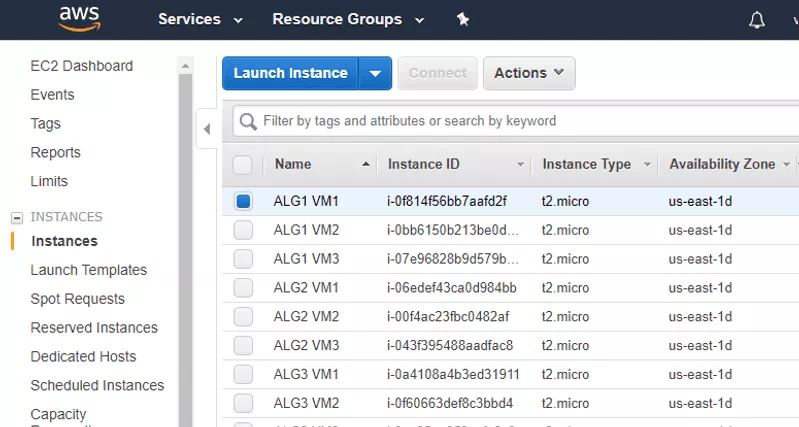 aws Services Resource Groups
EC2 Dashboard
Events
Tags
Reports
Limits
INSTANCES
Instances
Launch Templates
Spot Requests
Reserved Instances
Dedicated Hosts
Scheduled Instances
Capacity
Launch Instance Connect Actions
Filter by tags and attributes or search by keyword
Name Instance ID Instance Type Availability Zone
ALG1 VM1 i-0f814f56bb7aafd2f t2.micro us-east-1d
ALG1 VM2 i-0bb6150b213be0d… t2.micro us-east-1d
ALG1 VM3 i-07e96828b9d579b… t2.micro us-east-1d
ALG2 VM1 i-06edef43ca0d984bb t2.micro us-east-1d
ALG2 VM2 i-00f4ac23fbc0482af t2.micro us-east-1d
ALG2 VM3 i-043f395488aadfac8 t2.micro us-east-1d
ALG3 VM1 i-0a4108a4b3ed31911 t2.micro us-east-1d
ALG3 VM2 i-0f60663def8c3bbd4 t2.micro us-east-1d